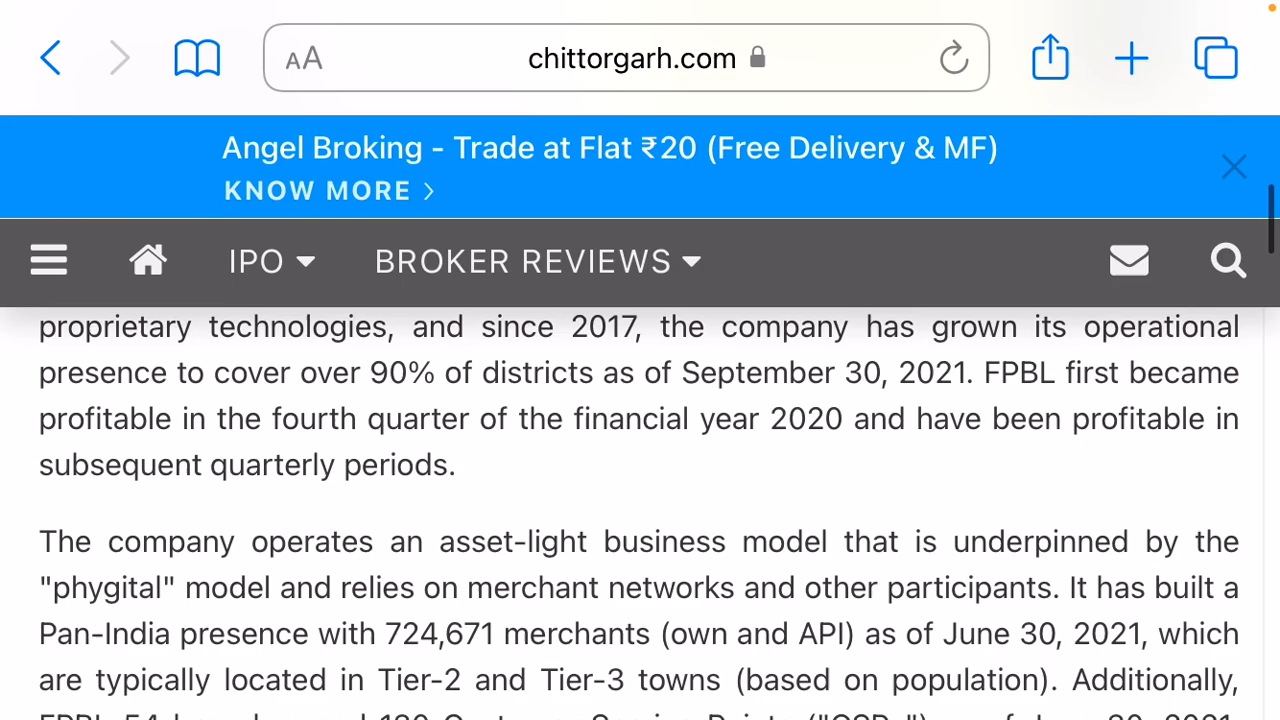 AA chittorgarh.com
Angel Broking - Trade at Flat ₹20 (Free Delivery & MF)
KNOW MORE >
IPO BROKER REVIEWS
proprietary technologies, and since 2017, the company has grown its operational
presence to cover over 90% of districts as of September 30, 2021. FPBL first became
profitable in the fourth quarter of the financial year 2020 and have been profitable in
subsequent quarterly periods.
The company operates an asset-light business model that is underpinned by the
"phygital" model and relies on merchant networks and other participants. It has built a
Pan-India presence with 724,671 merchants (own and API) as of June 30, 2021, which
are typically located in Tier-2 and Tier-3 towns (based on population). Additionally,